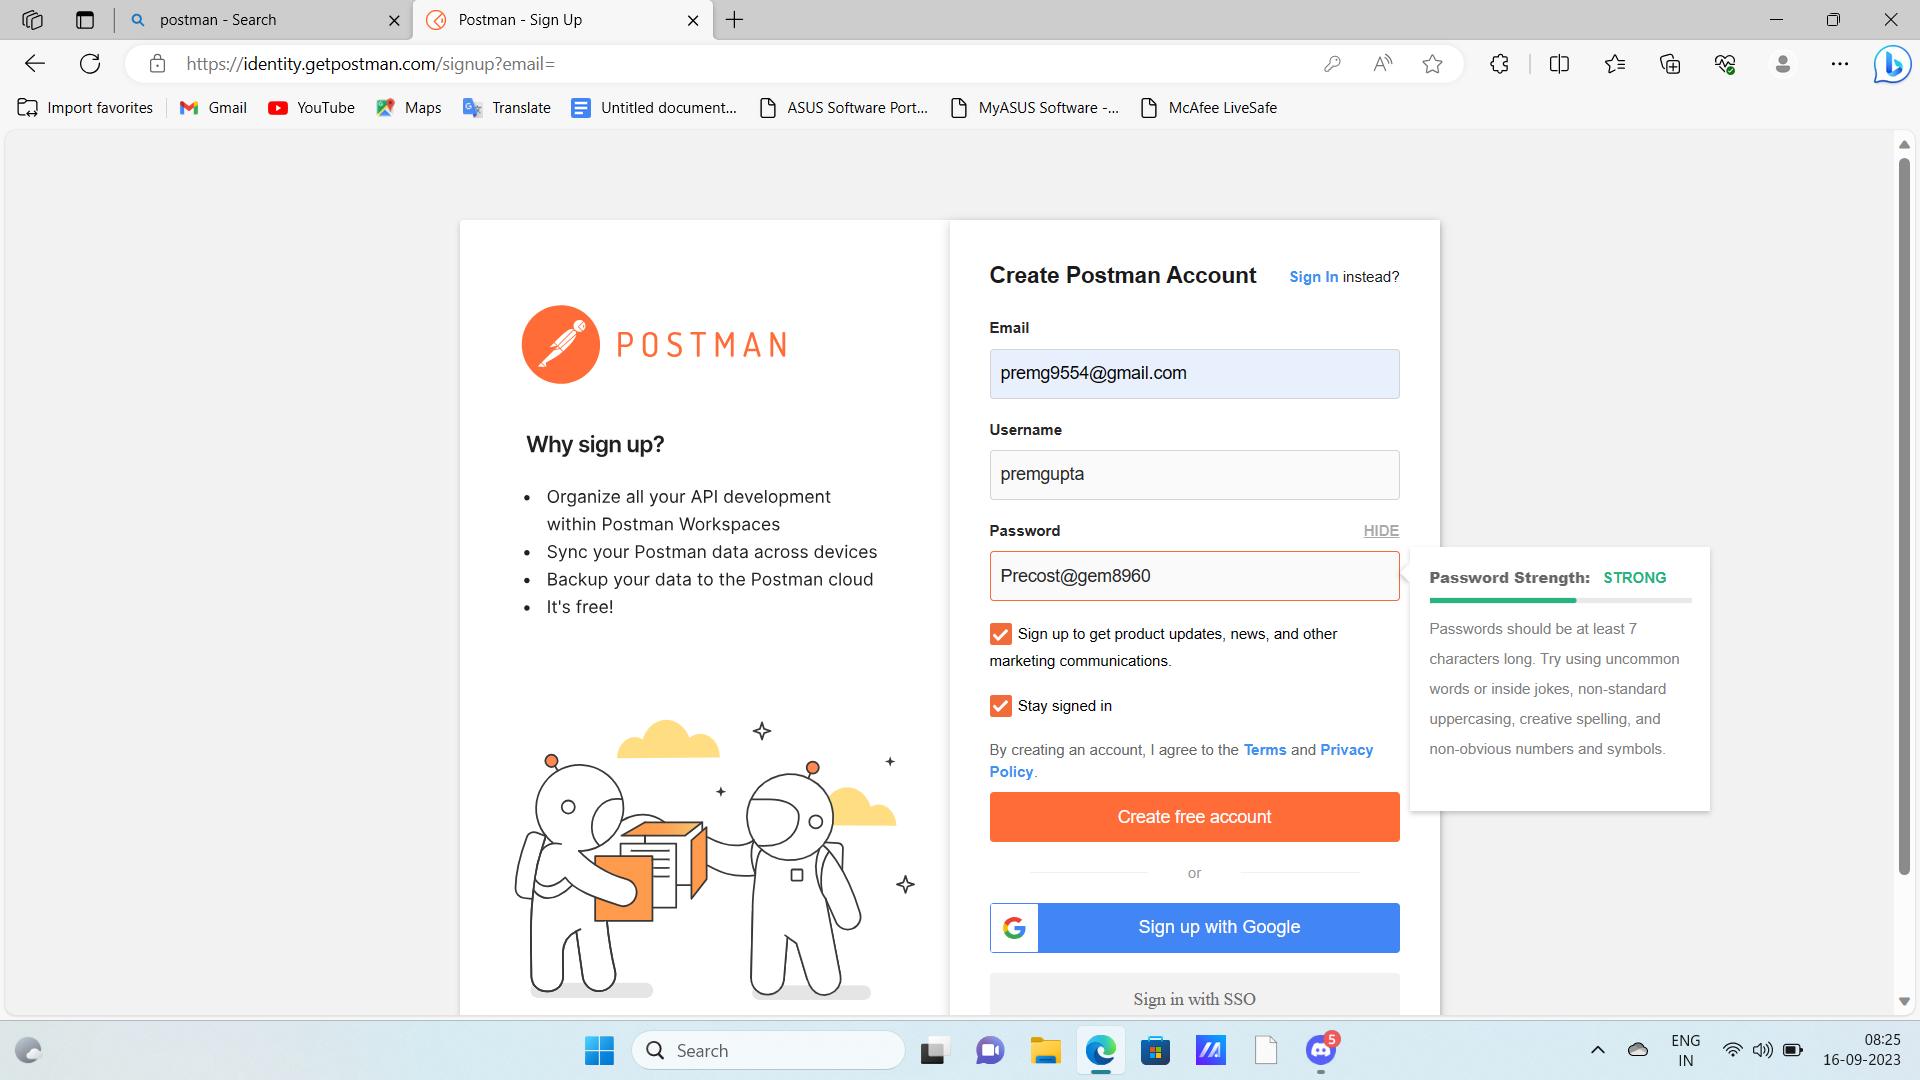 postman - Search
Postman - Sign Up
https://identity.getpostman.com/signup?email=
Import favorites
Gmail
YouTube
Maps
Translate
Untitled document...
ASUS Software Port...
MyASUS Software -...
McAfee LiveSafe
POSTMAN
Why sign up?
• Organize all your API development
within Postman Workspaces
• Sync your Postman data across devices
• Backup your data to the Postman cloud
• It's free!
Create Postman Account
Sign In instead?
Email
premg9554@gmail.com
Username
premgupta
Password
HIDE
Precost@gem8960
Sign up to get product updates, news, and other
marketing communications.
Stay signed in
By creating an account, I agree to the Terms and Privacy
Policy.
Create free account
or
Sign up with Google
Sign in with SSO
Password Strength: STRONG
Passwords should be at least 7
characters long. Try using uncommon
words or inside jokes, non-standard
uppercasing, creative spelling, and
non-obvious numbers and symbols.
Search
5
ENG
IN
08:25
16-09-2023